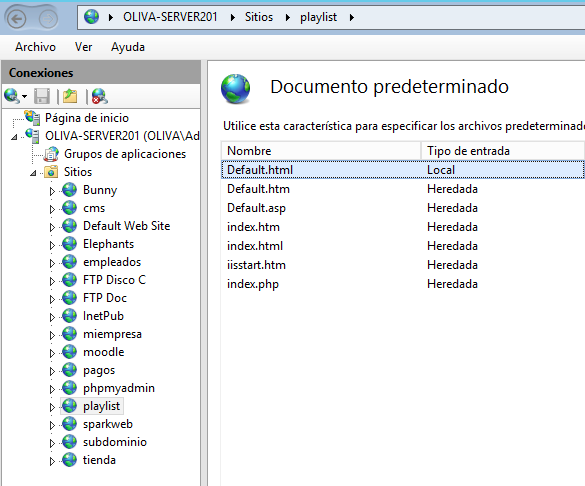 OLIVA-SERVER201 Sitios playlist
Archivo Ver Ayuda
Conexiones
Página de inicio
OLIVA-SERVER201 (OLIVA\Ad
Grupos de aplicaciones
Sitios
Bunny
cms
Default Web Site
Elephants
empleados
FTP Disco C
FTP Doc
InetPub
miempresa
moodle
pagos
phpmyadmin
playlist
sparkweb
subdominio
tienda
Documento predeterminado
Utilice esta característica para especificar los archivos predeterminado
Nombre Tipo de entrada
Default.html Local
Default.htm Heredada
Default.asp Heredada
index.htm Heredada
index.html Heredada
iisstart.htm Heredada
index.php Heredada